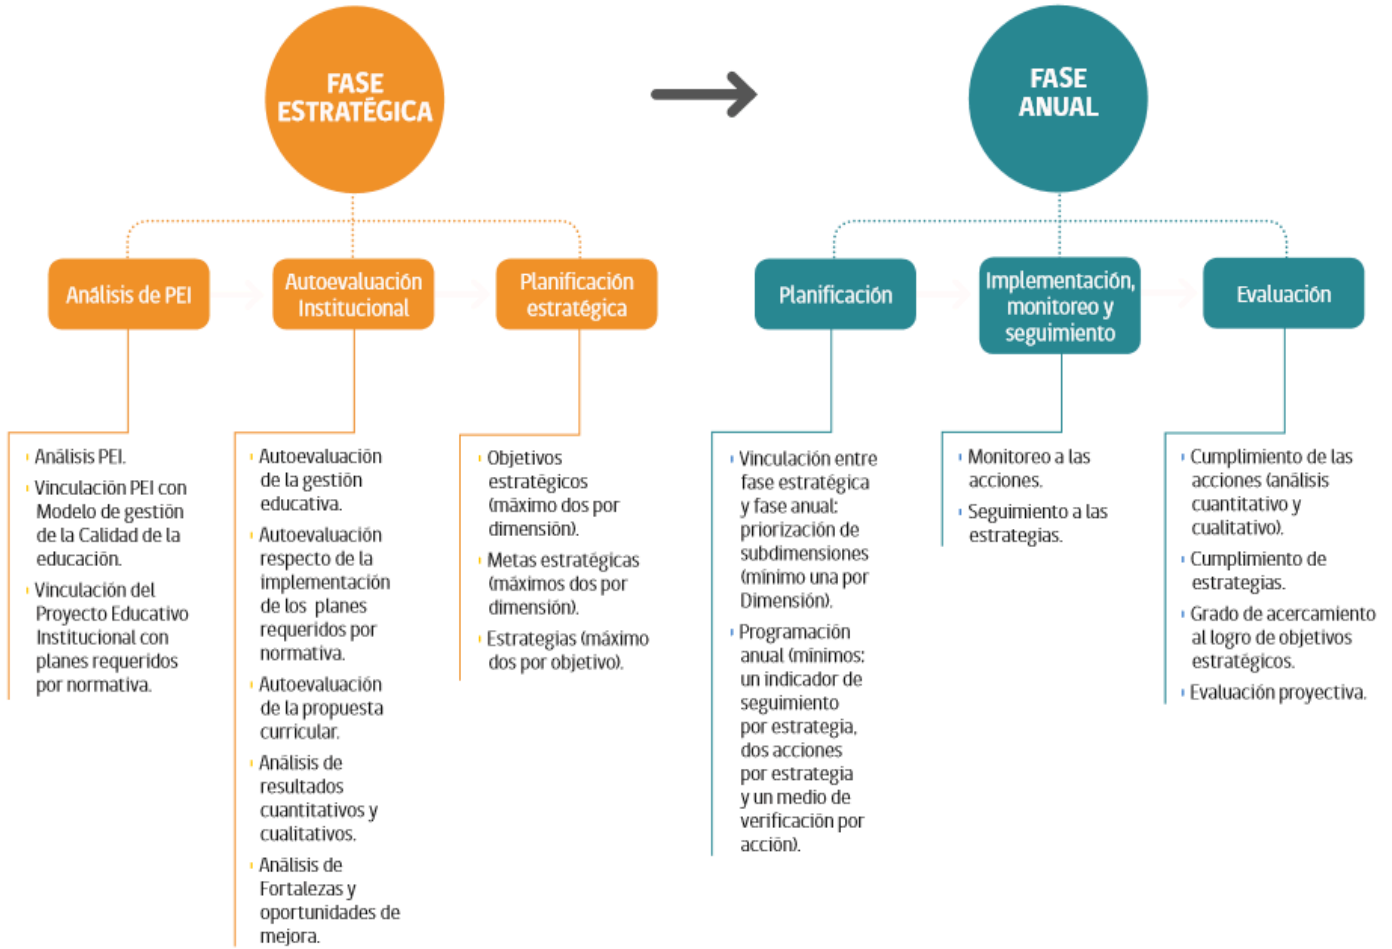 FASE
ESTRATÉGICA
FASE
ANUAL
Análisis de PEI
Autoevaluación
Institucional
Planificación
estratégica
Planificación
Implementación,
monitoreo y
seguimiento
Evaluación
Análisis PEI.
Vinculación PEI con
Modelo de gestión
de la Calidad de la
educación.
Vinculación del
Proyecto Educativo
Institucional con
planes requeridos
por normativa.
Autoevaluación
de la gestión
educativa.
Autoevaluación
respecto de la
implementación
de los planes
requeridos por
normativa.
Autoevaluación
de la propuesta
curricular.
Análisis de
resultados
cuantitativos y
cualitativos.
Análisis de
Fortalezas y
oportunidades de
mejora.
Objetivos
estratégicos
(máximo dos por
dimensión).
Metas estratégicas
(máximos dos por
dimensión).
Estrategias (máximo
dos por objetivo).
Vinculación entre
fase estratégica
y fase anual:
priorización de
subdimensiones
(mínimo una por
Dimensión).
Programación
anual (mínimos:
un indicador de
seguimiento
por estrategia,
dos acciones
por estrategia
y un medio de
verificación por
acción).
Monitoreo a las
acciones.
Seguimiento a las
estrategias.
Cumplimiento de las
acciones (análisis
cuantitativo y
cualitativo).
Cumplimiento de
estrategias.
Grado de acercamiento
al logro de objetivos
estratégicos.
Evaluación proyectiva.